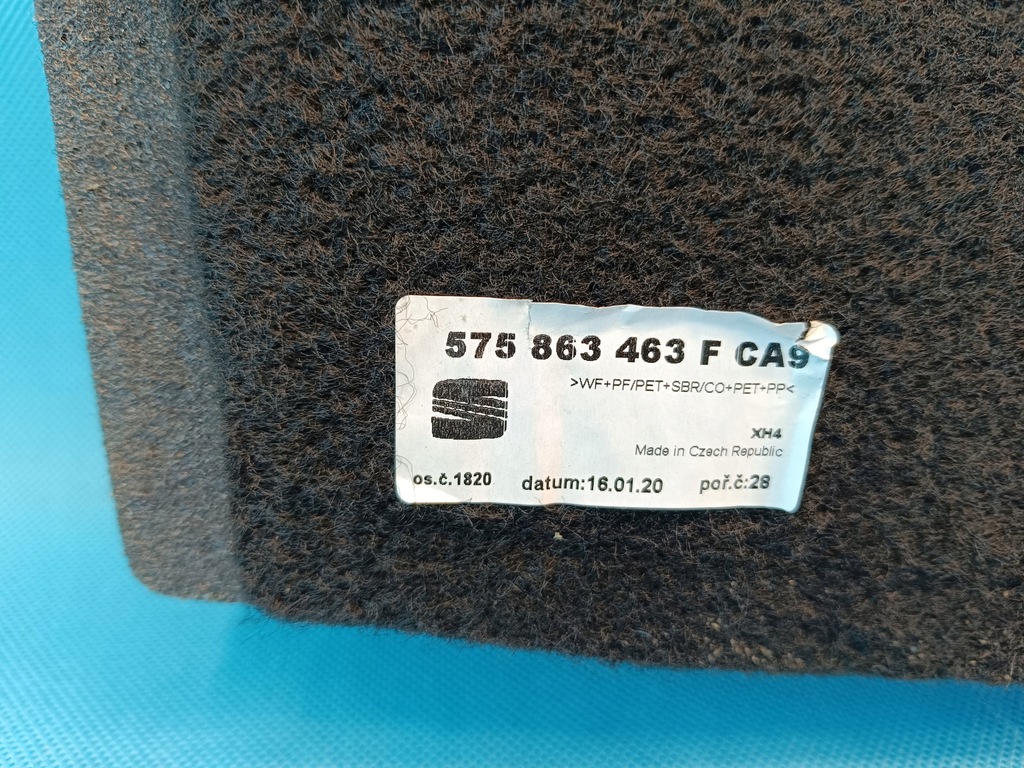 575 863 463 F CA9
>WF+PF/PET+SBR/CO+PET+PP<
XH4
Made in Czech Republic
os.č.1820 datum:16.01.20 poř.č:28